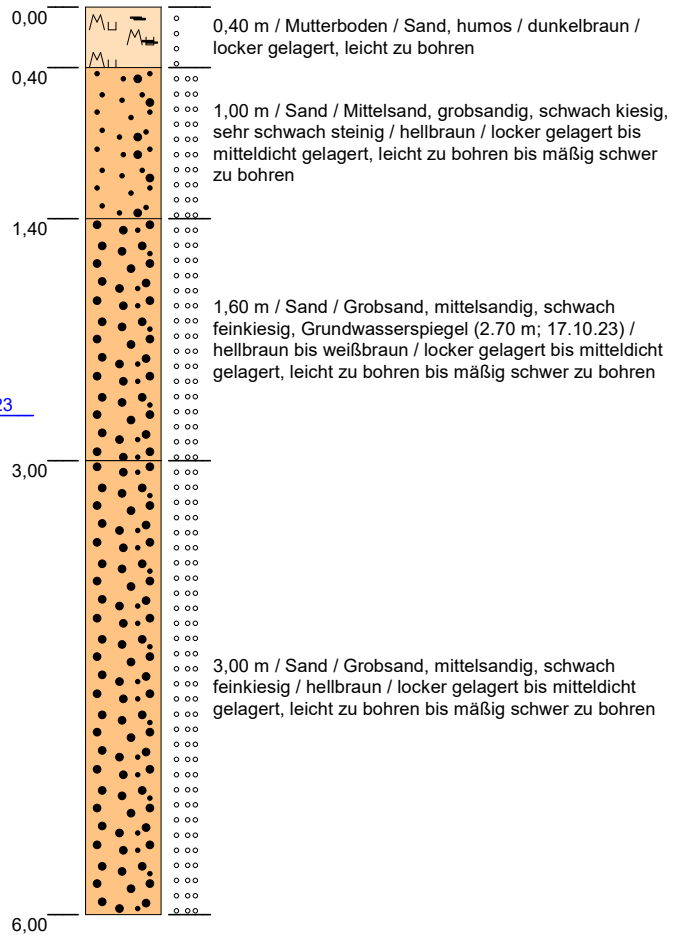 0,00
0,40 m / Mutterboden / Sand, humos / dunkelbraun /
locker gelagert, leicht zu bohren
0,40
1,00 m / Sand / Mittelsand, grobsandig, schwach kiesig,
sehr schwach steinig / hellbraun / locker gelagert bis
mitteldicht gelagert, leicht zu bohren bis mäßig schwer
zu bohren
1,40
1,60 m / Sand / Grobsand, mittelsandig, schwach
feinkiesig, Grundwasserspiegel (2.70 m; 17.10.23) /
hellbraun bis weißbraun / locker gelagert bis mitteldicht
gelagert, leicht zu bohren bis mäßig schwer zu bohren
23
3,00
3,00 m / Sand / Grobsand, mittelsandig, schwach
feinkiesig / hellbraun / locker gelagert bis mitteldicht
gelagert, leicht zu bohren bis mäßig schwer zu bohren
6,00